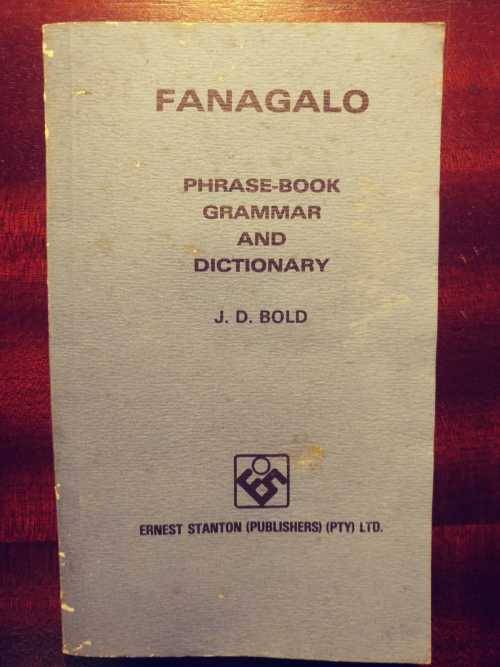 FANAGALO
PHRASE-BOOK
GRAMMAR
AND
DICTIONARY
J. D. BOLD
ERNEST STANTON (PUBLISHERS) (PTY) LTD.